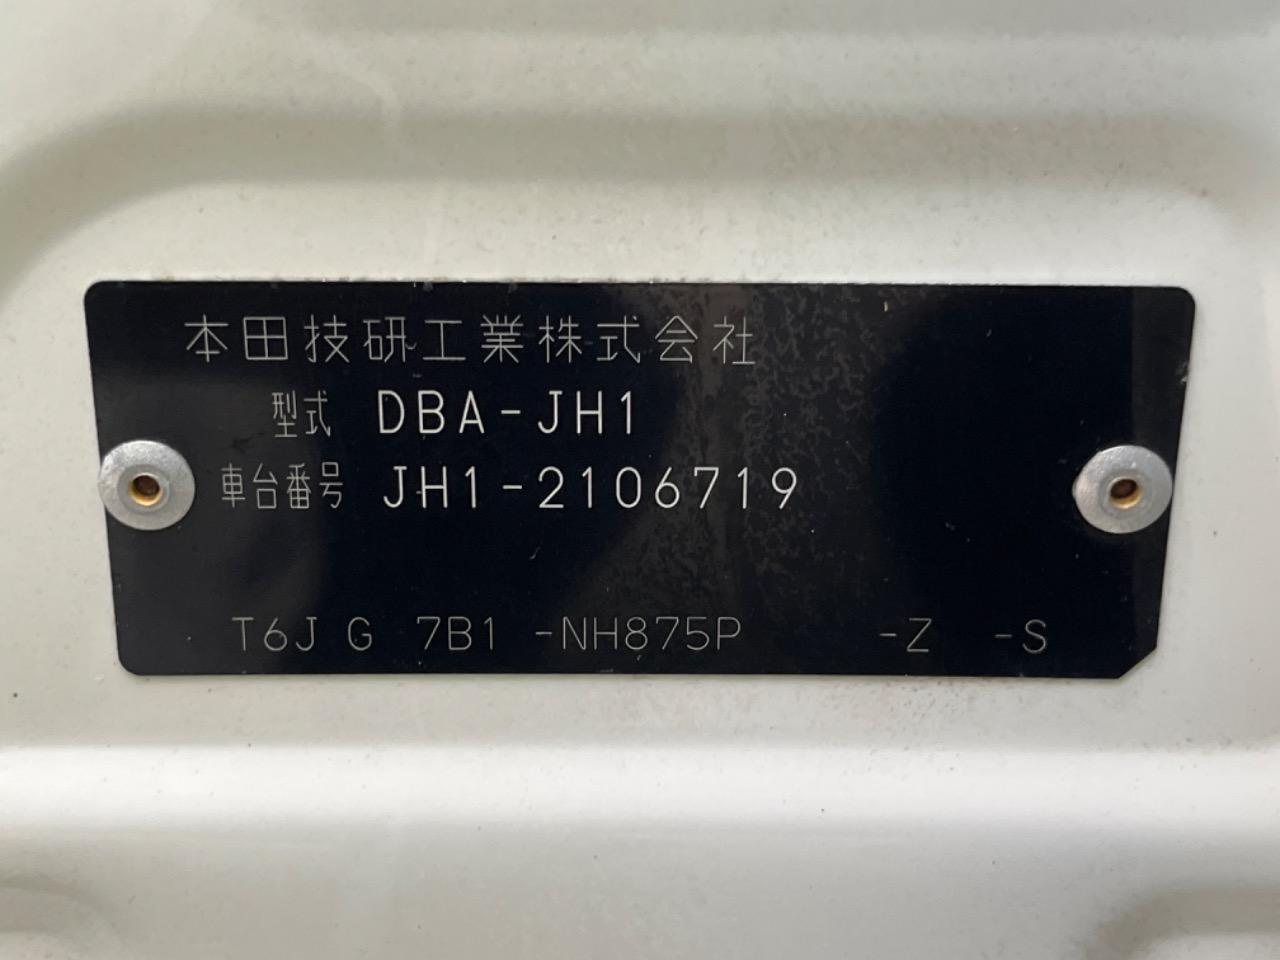 本田技研工業株式会社
型式 DBA-JH1
車台番号 JH1-2106719
T6J G 7B1 -NH875P -Z -S